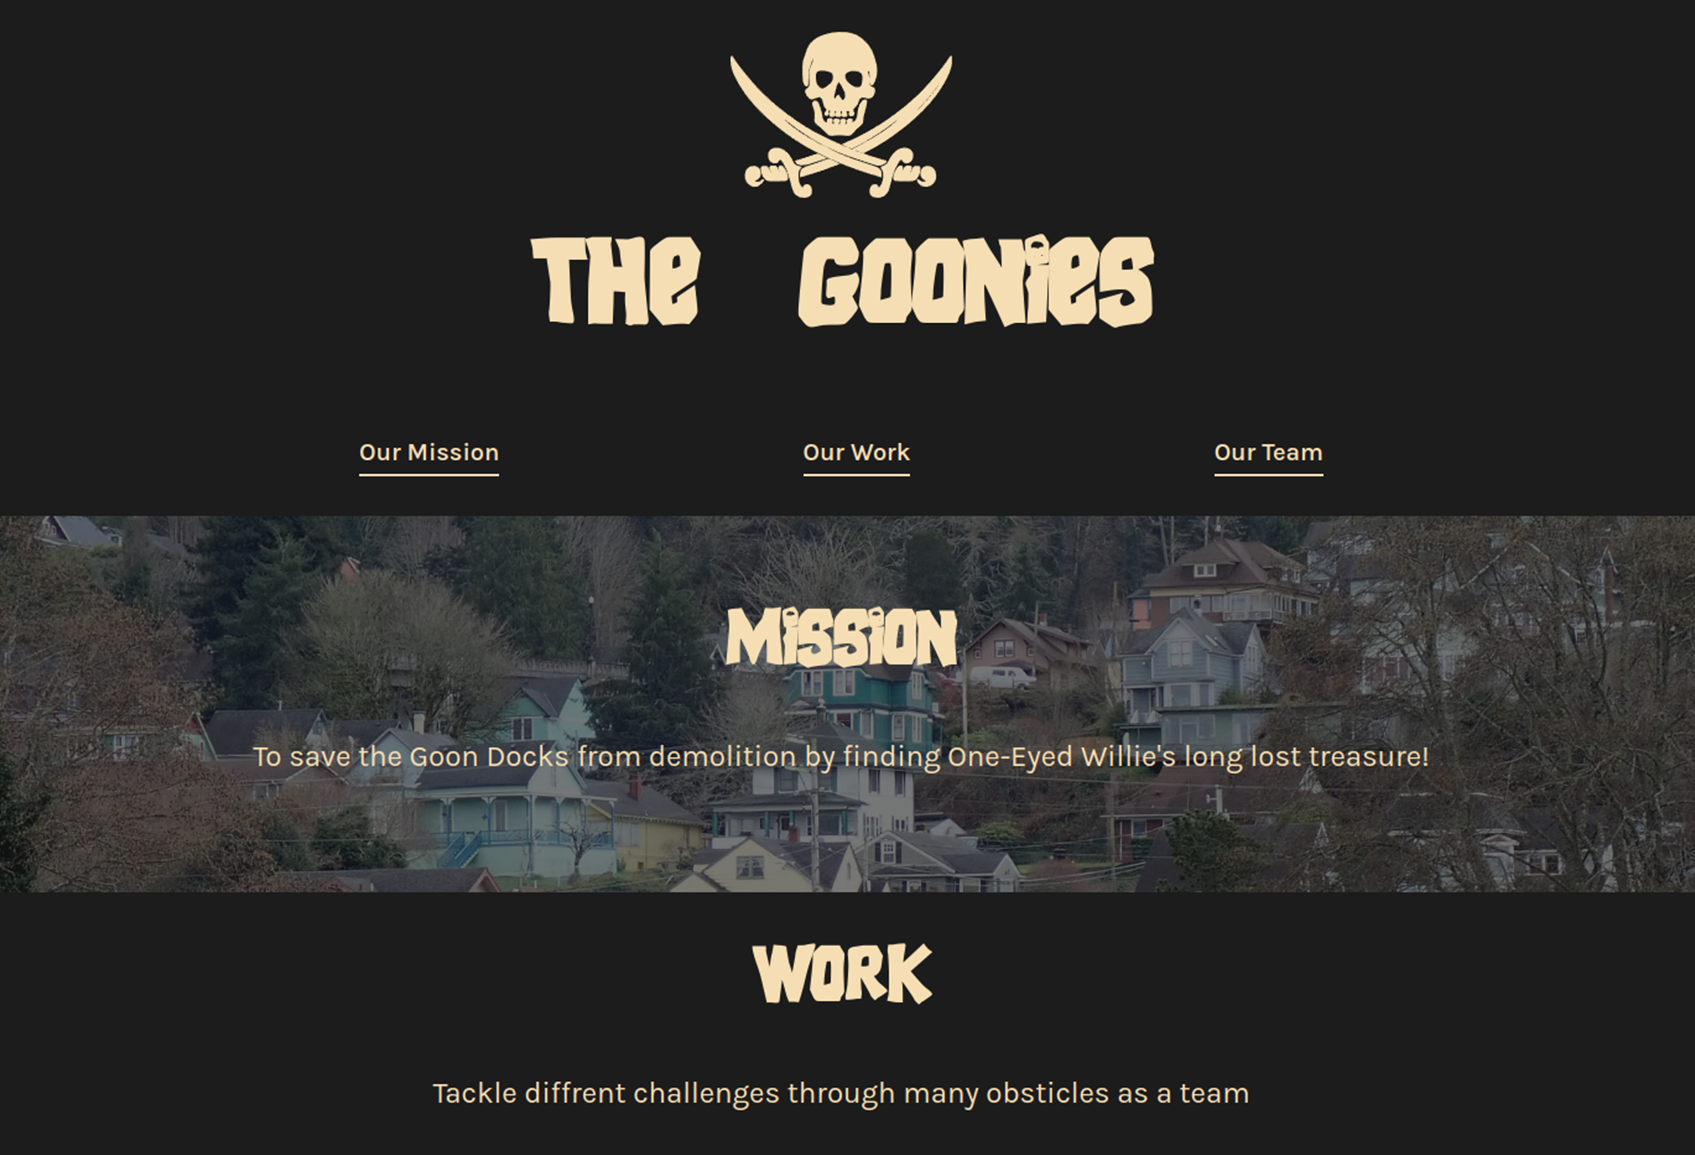 THe GOONieS
Our Mission
Our Work
Our Team
MiSSiON
To save the Goon Docks from demolition by finding One-Eyed Willie's long lost treasure!
WORK
Tackle diffrent challenges through many obsticles as a team